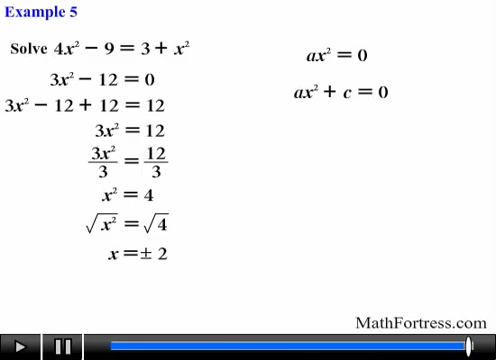 Example 5
Solve 4x² − 9 = 3 + x²
3x² − 12 = 0
3x² − 12 + 12 = 12
3x² = 12
3x²/3 = 12/3
x² = 4
√x² = √4
x = ± 2
ax² = 0
ax² + c = 0
MathFortress.com